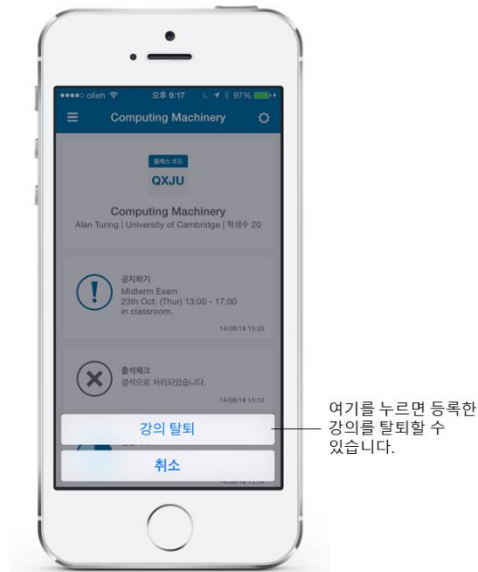 olleh 오후 9:17 97%
Computing Machinery
클래스 코드
QXJU
Computing Machinery
Alan Turing | University of Cambridge | 학생수 20
공지하기
Midterm Exam
23th Oct. (Thur) 13:00 - 17:00
in classroom.
14/08/18 15:35
출석체크
결석으로 처리되었습니다.
14/08/18 15:10
강의 탈퇴
취소
여기를 누르면 등록한
강의를 탈퇴할 수
있습니다.